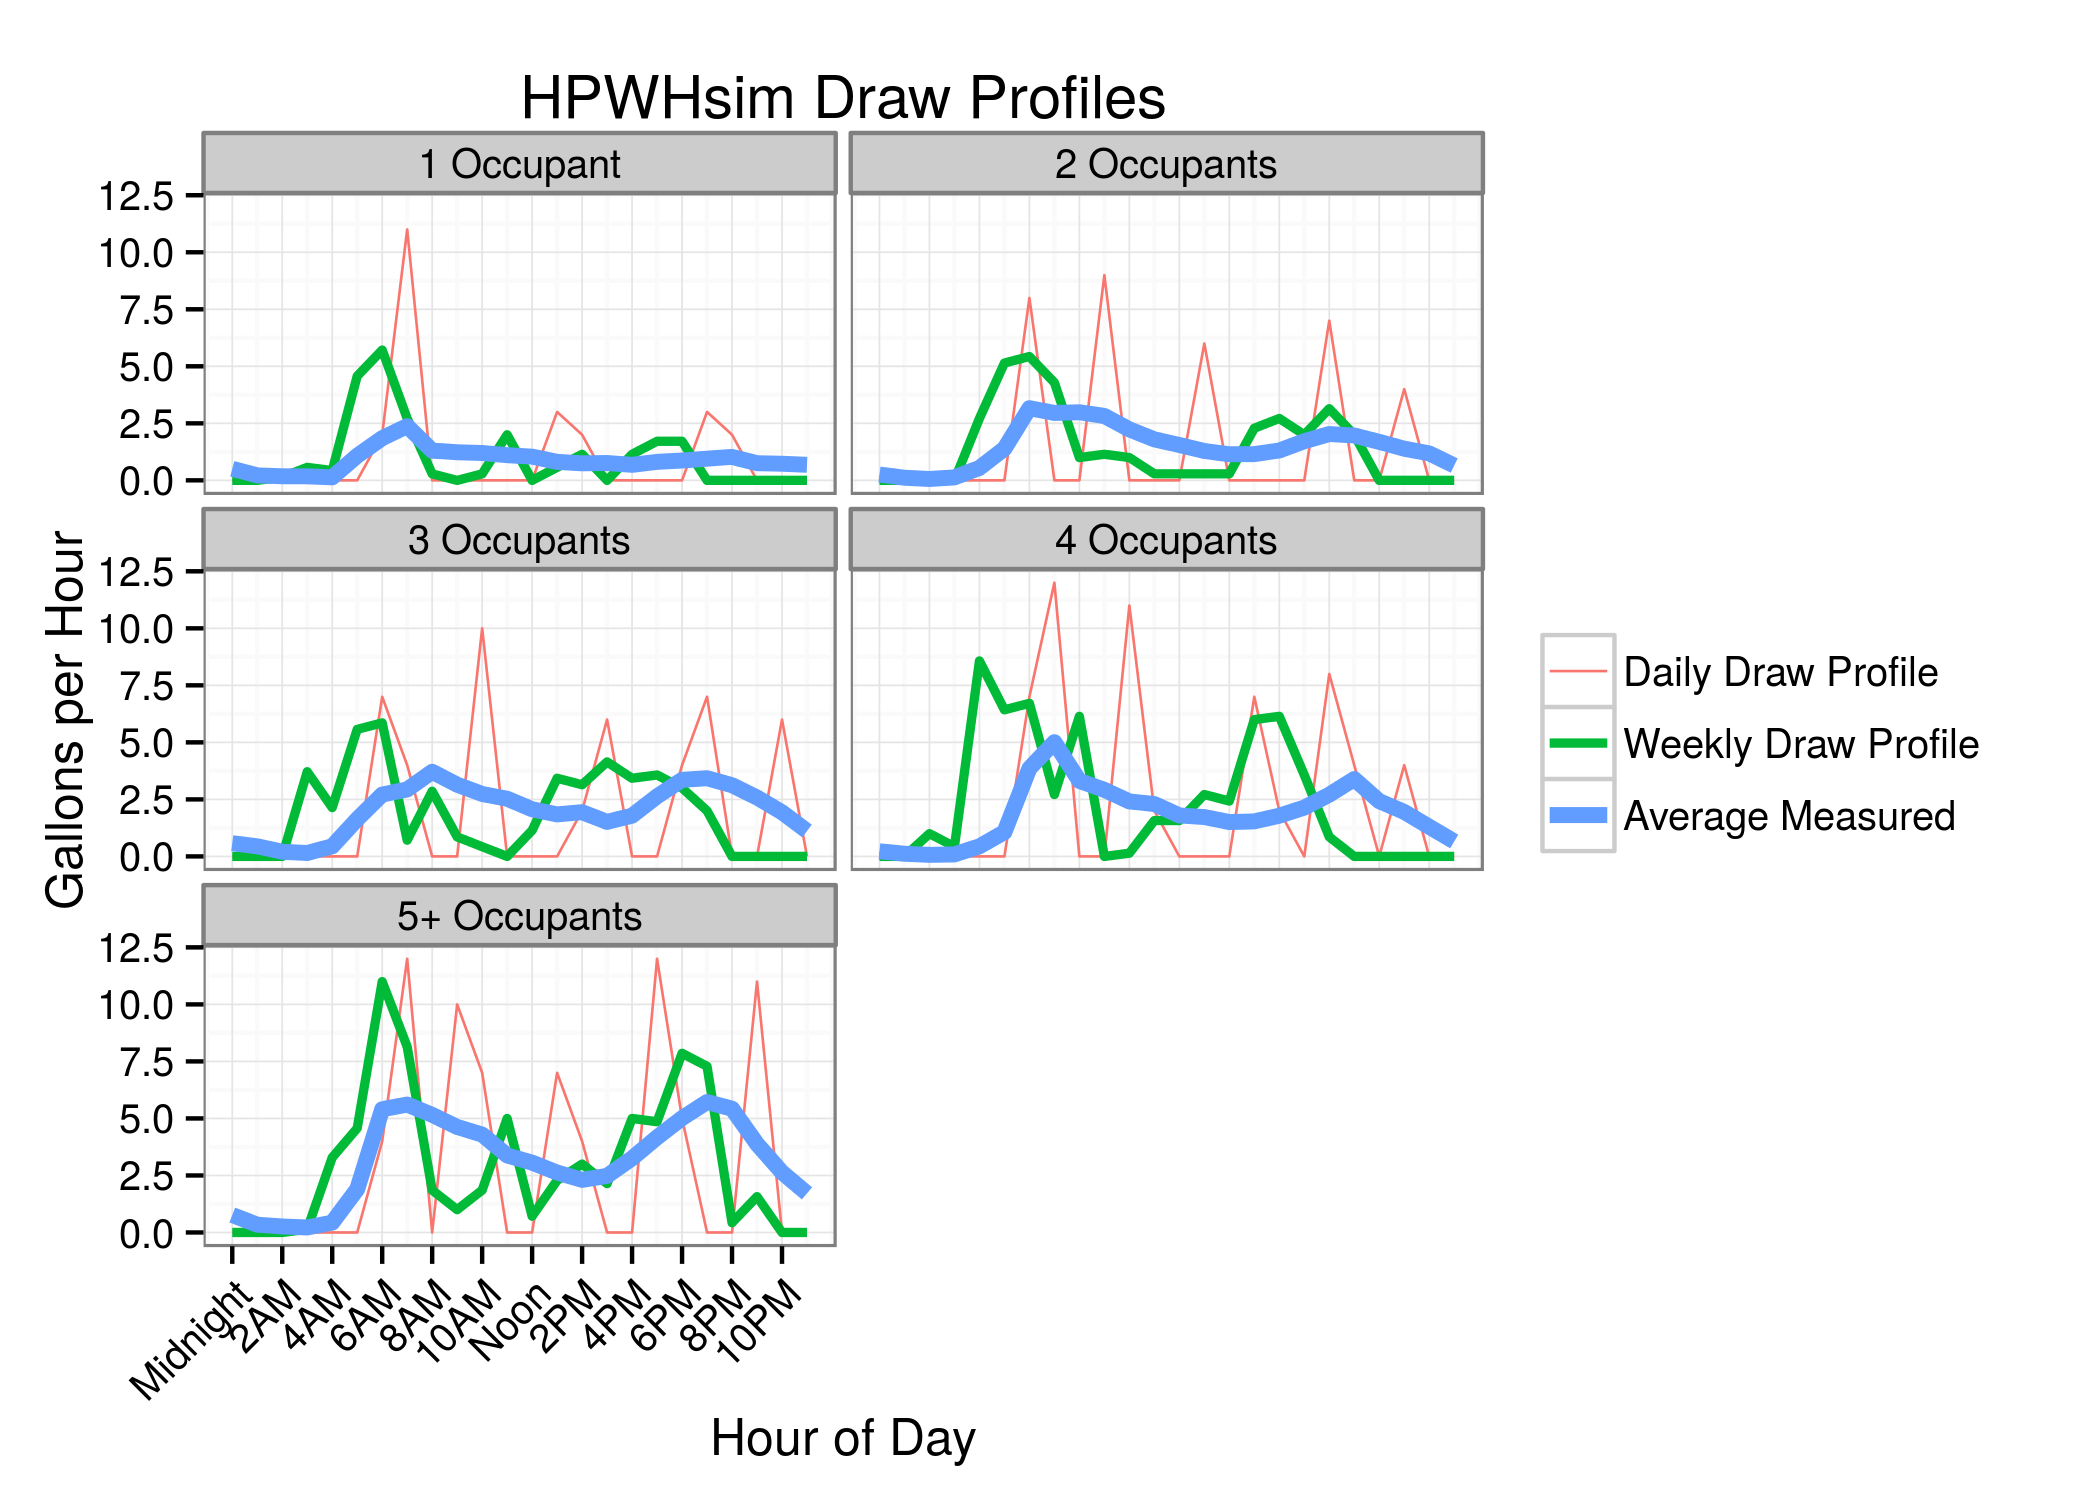 HPWHsim Draw Profiles
1 Occupant
2 Occupants
12.5
10.0
7.5
5.0
2.5
0.0
3 Occupants
4 Occupants
12.5
10.0
7.5
5.0
2.5
0.0
5+ Occupants
12.5
10.0
7.5
5.0
2.5
0.0
Midnight
2AM
4AM
6AM
8AM
10AM
Noon
2PM
4PM
6PM
8PM
10PM
Hour of Day
Gallons per Hour
Daily Draw Profile
Weekly Draw Profile
Average Measured